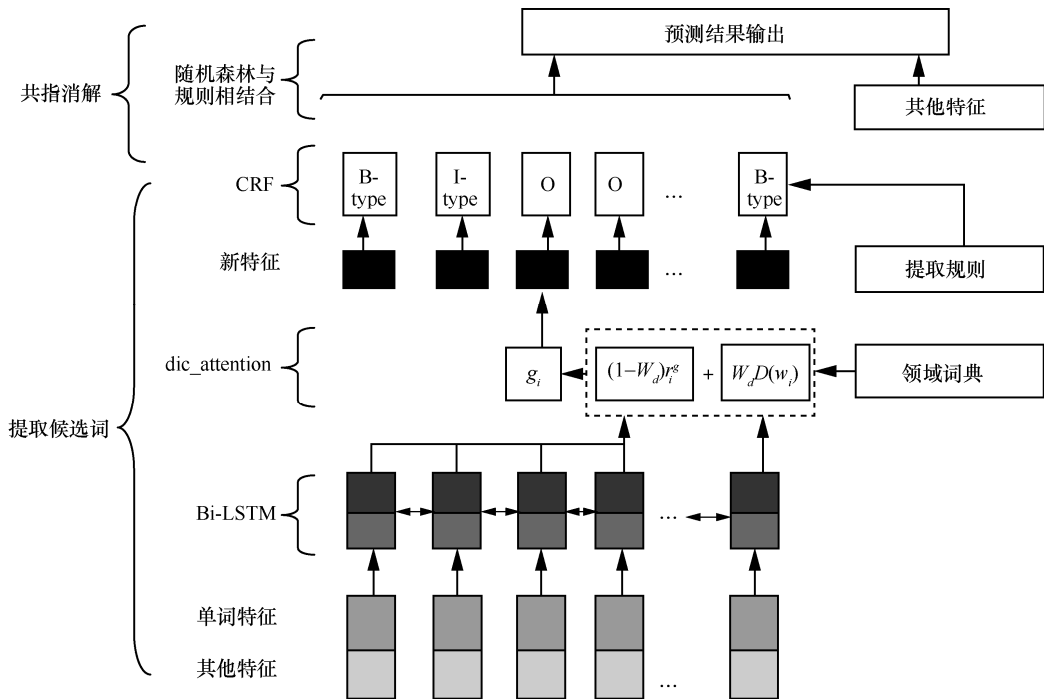 预测结果输出
随机森林与
规则相结合
共指消解
其他特征
CRF
B-
type
I-
type
O
O
...
B-
type
新特征
...
提取规则
dic_attention
g_i
(1−W_d)r_i^g
+
W_dD(w_i)
领域词典
提取候选词
Bi-LSTM
...
单词特征
其他特征
...